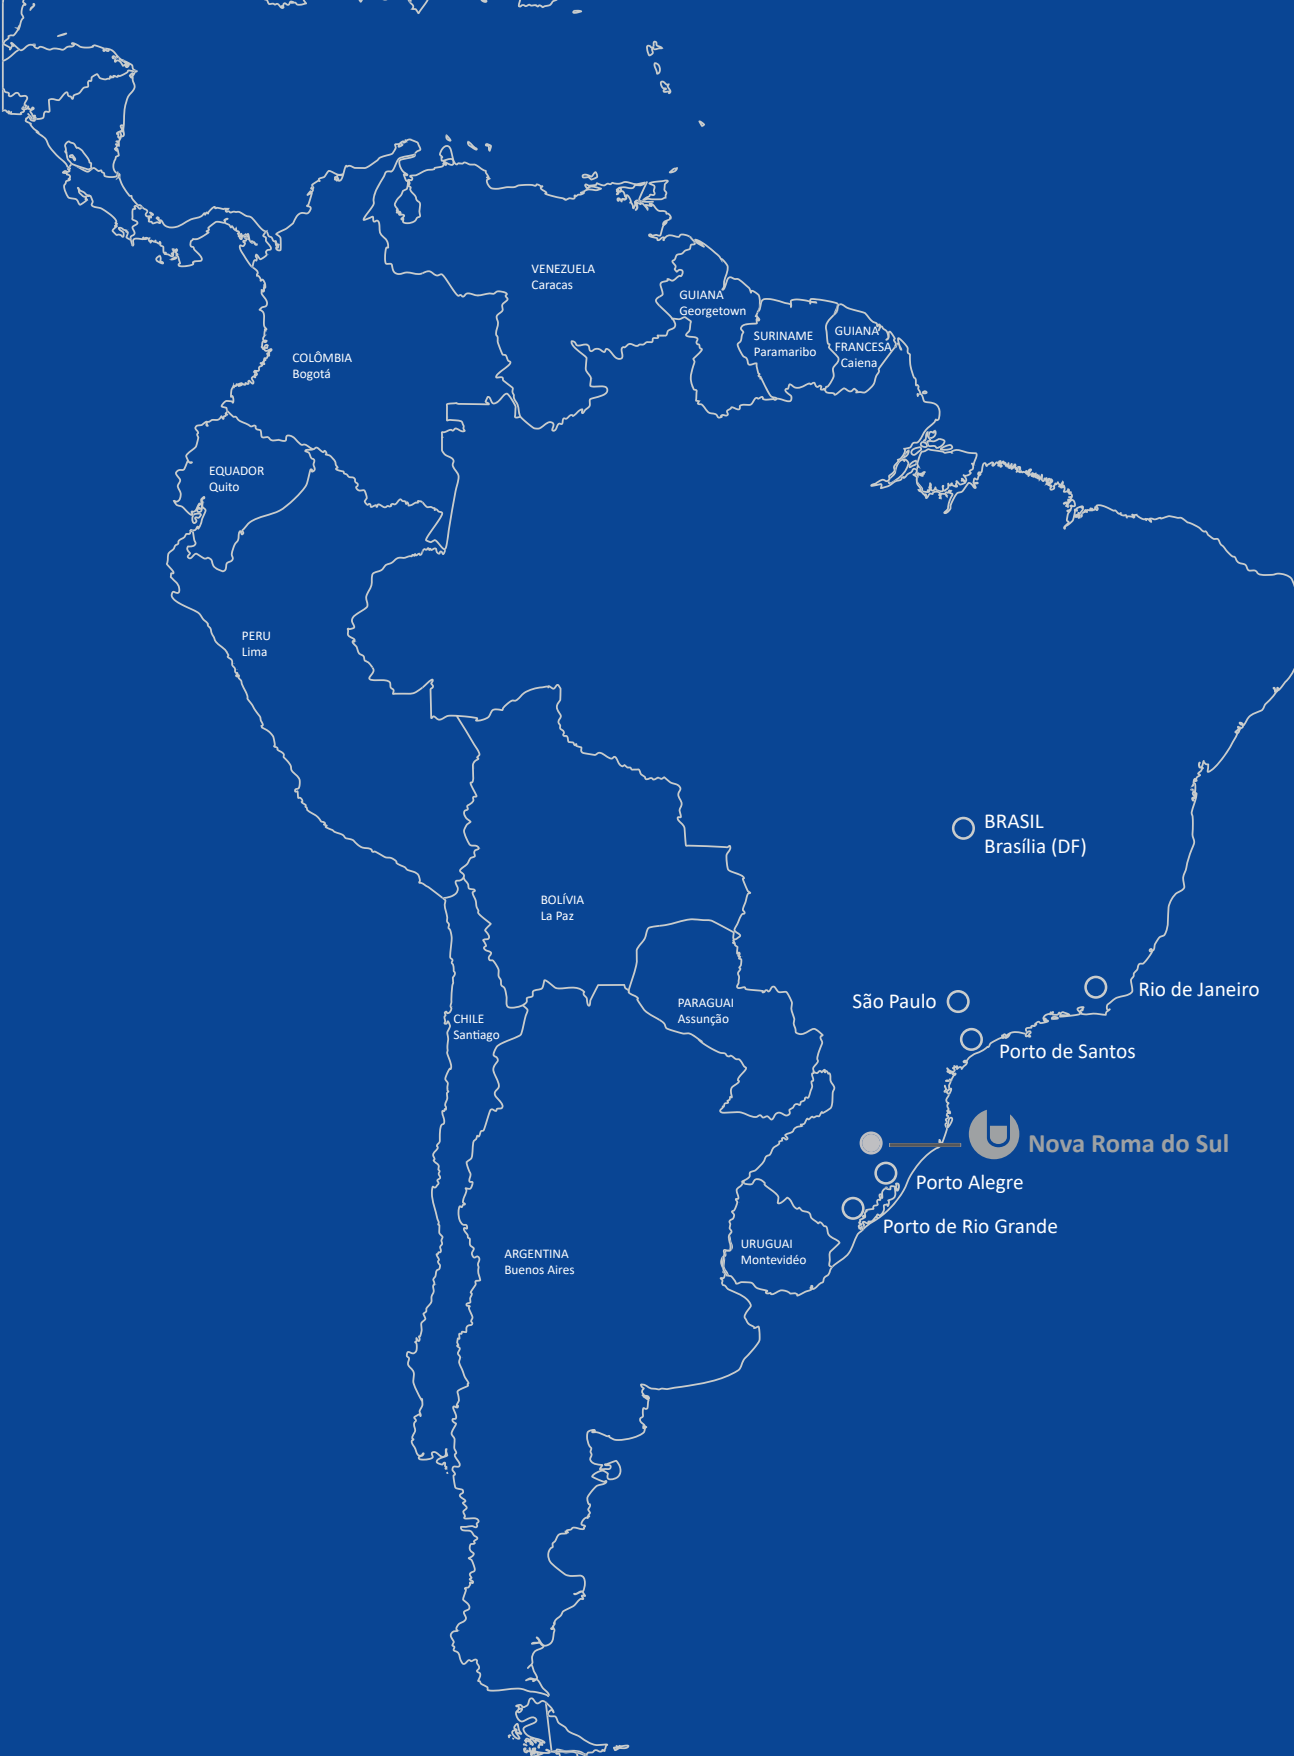 VENEZUELA
Caracas
GUIANA
Georgetown
SURINAME
Paramaribo
GUIANA
FRANCESA
Caiena
COLÔMBIA
Bogotá
EQUADOR
Quito
PERU
Lima
BRASIL
Brasília (DF)
BOLÍVIA
La Paz
PARAGUAI
Assunção
CHILE
Santiago
São Paulo
Rio de Janeiro
Porto de Santos
Nova Roma do Sul
Porto Alegre
Porto de Rio Grande
URUGUAI
Montevidéo
ARGENTINA
Buenos Aires